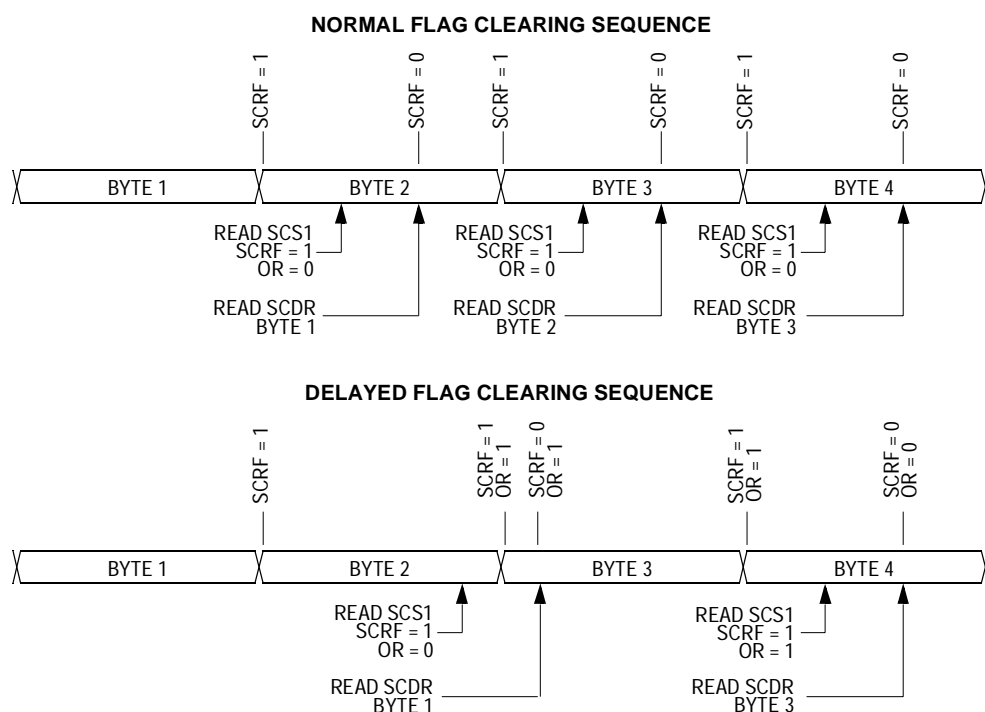 NORMAL FLAG CLEARING SEQUENCE
SCRF = 1
SCRF = 0
SCRF = 1
SCRF = 0
SCRF = 1
SCRF = 0
BYTE 1
BYTE 2
BYTE 3
BYTE 4
READ SCS1
SCRF = 1
OR = 0
READ SCS1
SCRF = 1
OR = 0
READ SCS1
SCRF = 1
OR = 0
READ SCDR
BYTE 1
READ SCDR
BYTE 2
READ SCDR
BYTE 3
DELAYED FLAG CLEARING SEQUENCE
SCRF = 1
SCRF = 1
OR = 1
SCRF = 0
OR = 1
SCRF = 1
OR = 1
SCRF = 0
OR = 0
BYTE 1
BYTE 2
BYTE 3
BYTE 4
READ SCS1
SCRF = 1
OR = 0
READ SCS1
SCRF = 1
OR = 1
READ SCDR
BYTE 1
READ SCDR
BYTE 3